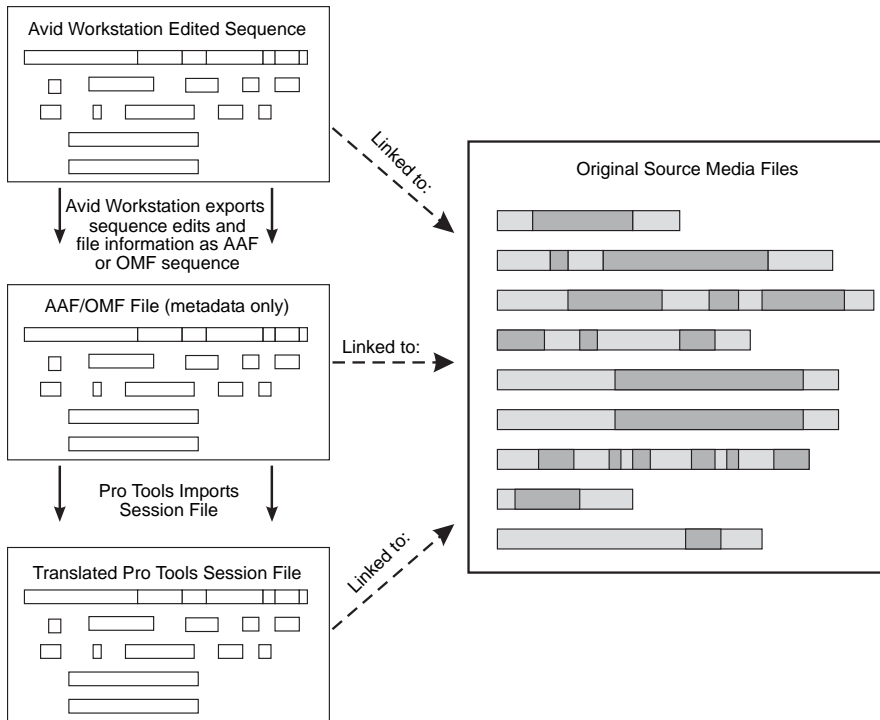 Avid Workstation Edited Sequence
Linked to:
Original Source Media Files
Avid Workstation exports
sequence edits and
file information as AAF
or OMF sequence
AAF/OMF File (metadata only)
Linked to:
Pro Tools Imports
Session File
Linked to:
Translated Pro Tools Session File